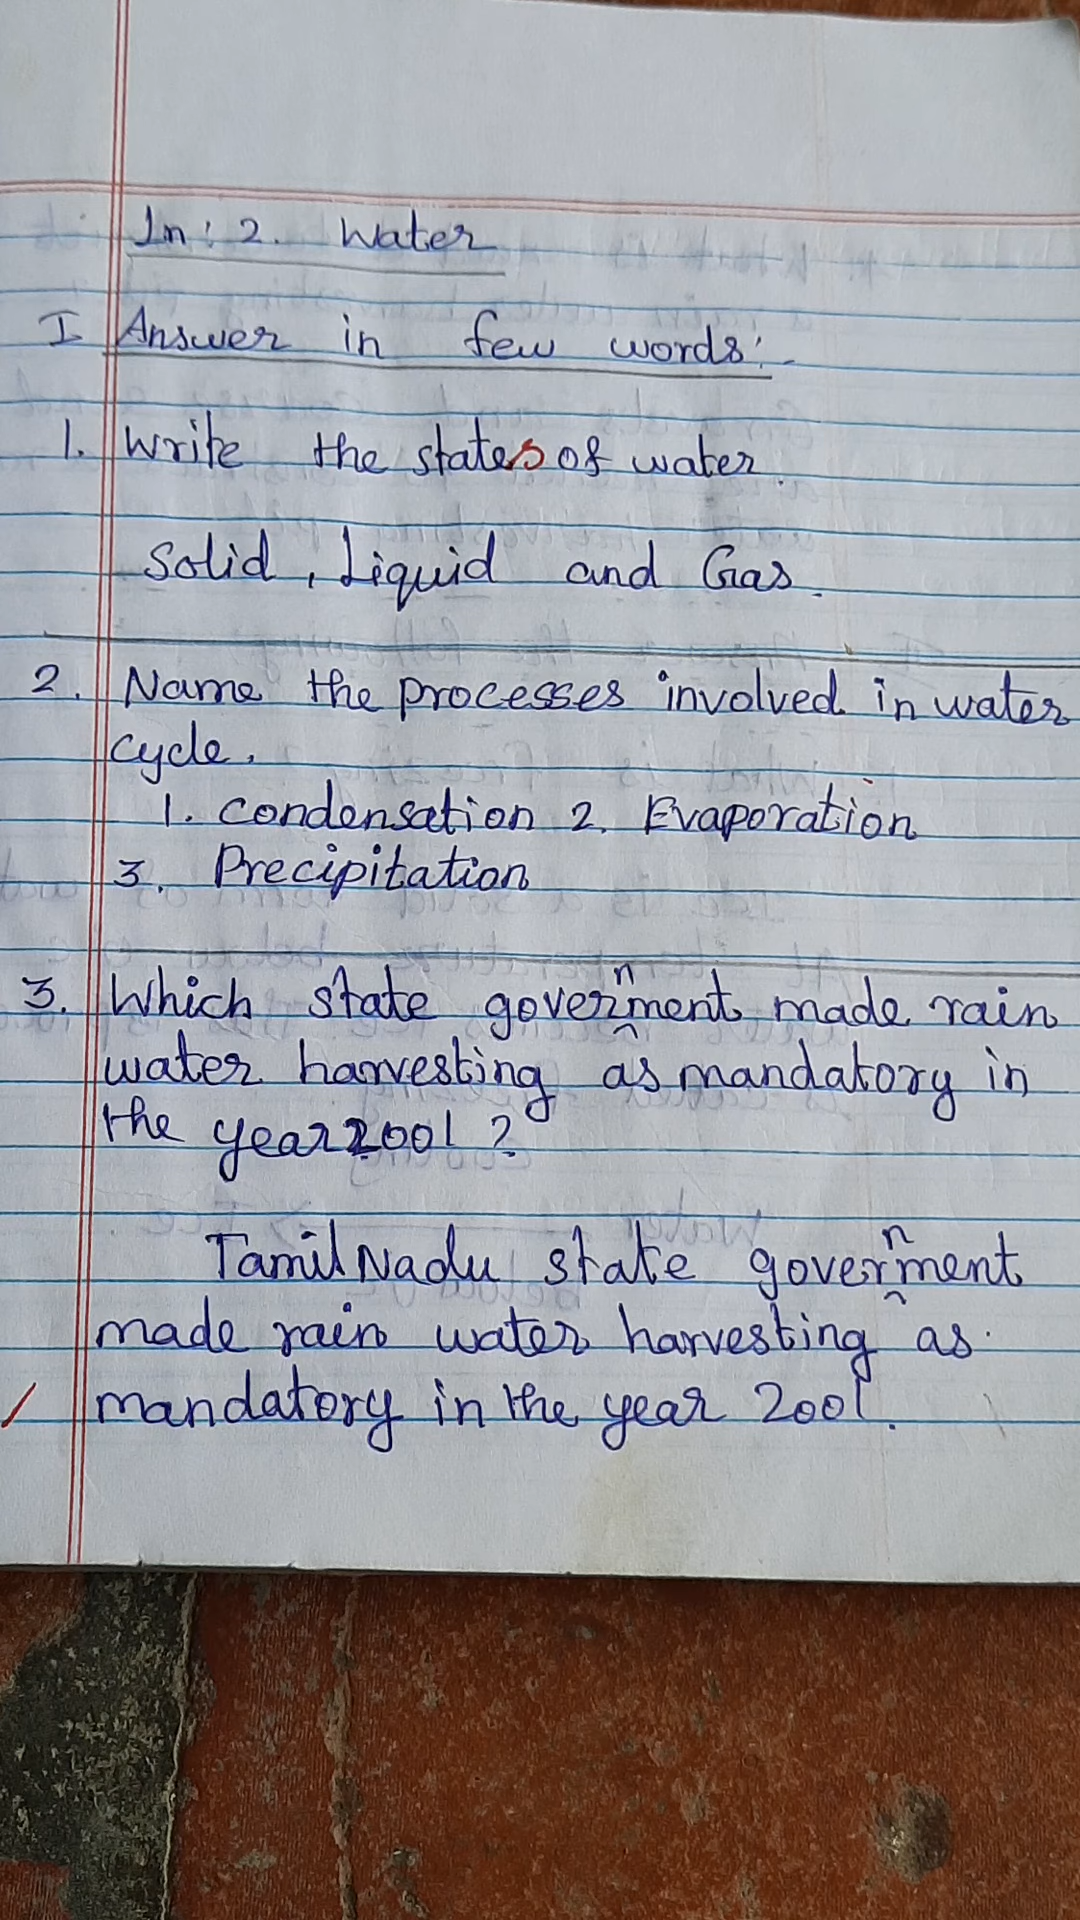 Ln: 2. Water
I Answer in few words:-
1. Write the states of water.
Solid, Liquid and Gas.
2. Name the processes involved in water
cycle.
1. Condensation 2. Evaporation
3. Precipitation
3. Which state government made rain
water harvesting as mandatory in
the year 2001?
Tamil Nadu state government
made rain water harvesting as
mandatory in the year 2001.